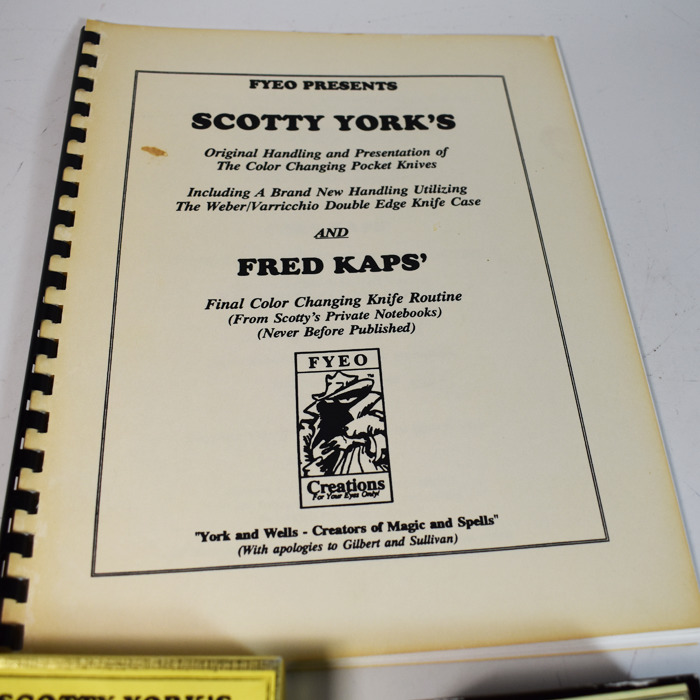 FYEO PRESENTS
SCOTTY YORK'S
Original Handling and Presentation of
The Color Changing Pocket Knives
Including A Brand New Handling Utilizing
The Weber/Varricchio Double Edge Knife Case
AND
FRED KAPS'
Final Color Changing Knife Routine
(From Scotty's Private Notebooks)
(Never Before Published)
FYEO
TM
Creations
For Your Eyes Only!
"York and Wells - Creators of Magic and Spells"
(With apologies to Gilbert and Sullivan)
SCOTTY YORK'S